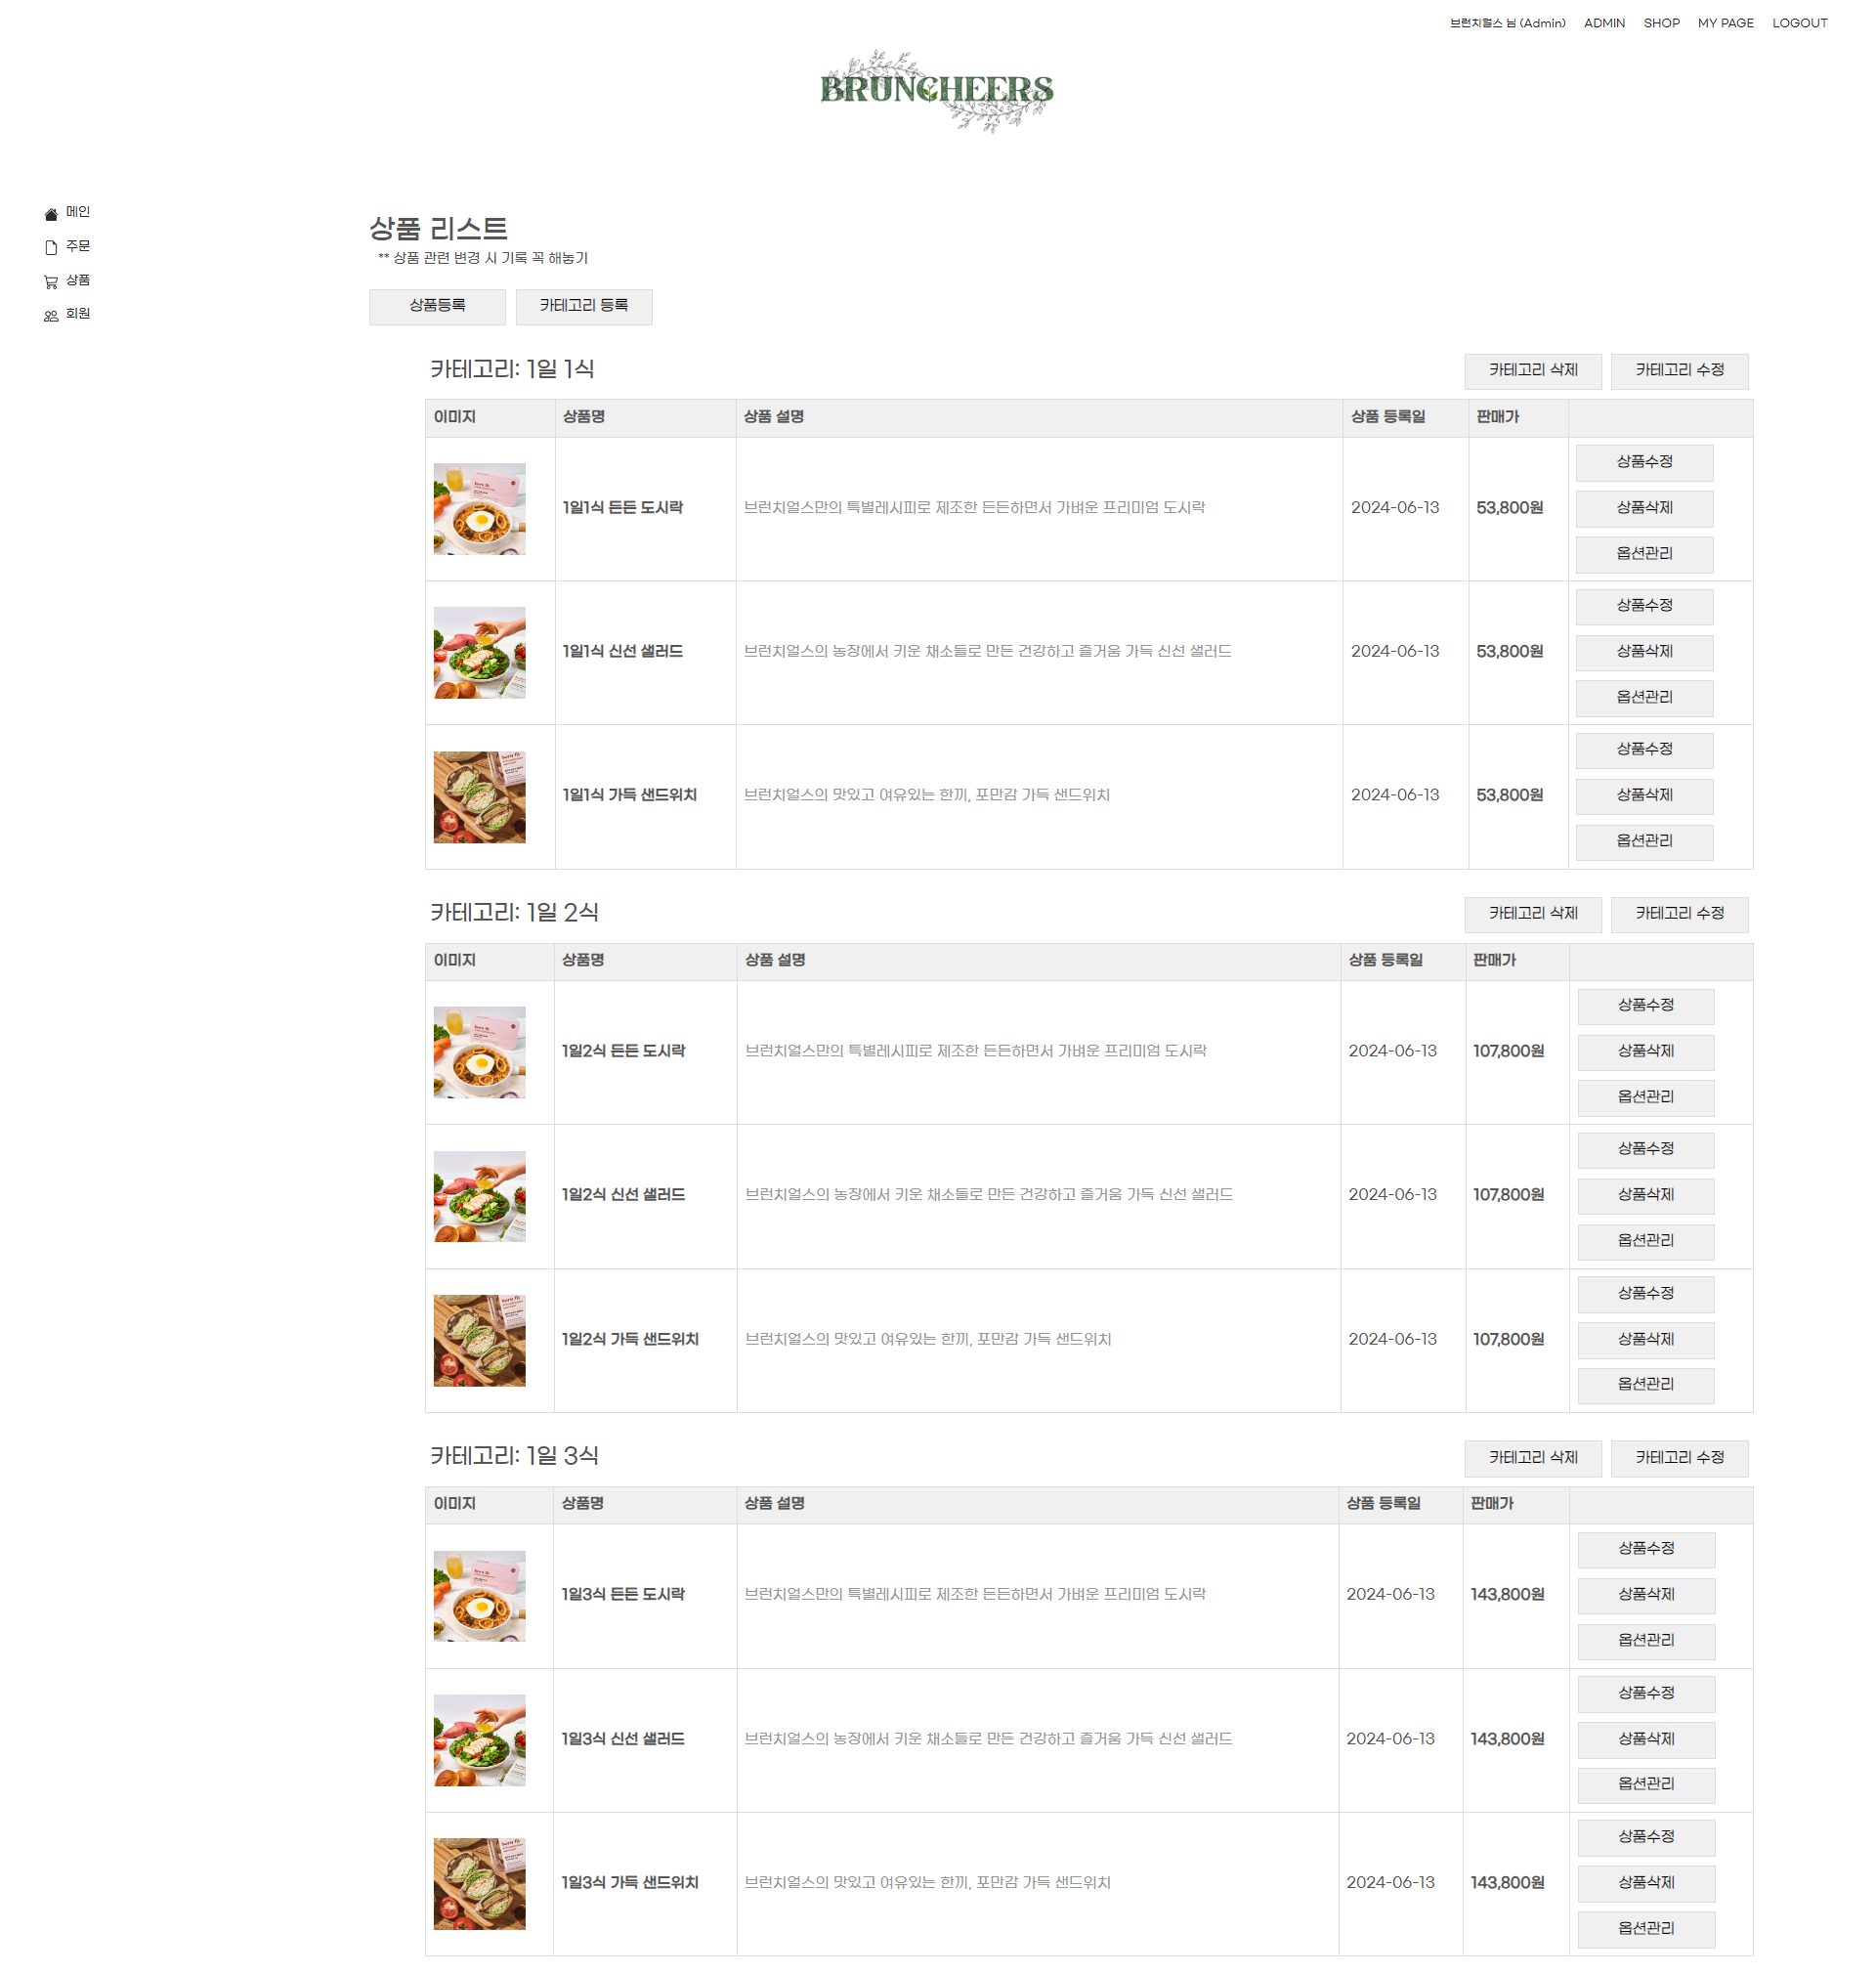 브런치얼스 님 (Admin) ADMIN SHOP MY PAGE LOGOUT
BRUNCHEERS
메인
주문
상품
회원
상품 리스트
** 상품 관련 변경 시 기록 꼭 해놓기
상품등록 카테고리 등록
카테고리: 1일 1식 카테고리 삭제 카테고리 수정
이미지 상품명 상품 설명 상품 등록일 판매가
상품수정
1일1식 든든 도시락 브런치얼스만의 특별레시피로 제조한 든든하면서 가벼운 프리미엄 도시락 2024-06-13 53,800원 상품삭제
옵션관리
상품수정
1일1식 신선 샐러드 브런치얼스의 농장에서 키운 채소들로 만든 건강하고 즐거움 가득 신선 샐러드 2024-06-13 53,800원 상품삭제
옵션관리
상품수정
1일1식 가득 샌드위치 브런치얼스의 맛있고 여유있는 한끼, 포만감 가득 샌드위치 2024-06-13 53,800원 상품삭제
옵션관리
카테고리: 1일 2식 카테고리 삭제 카테고리 수정
이미지 상품명 상품 설명 상품 등록일 판매가
상품수정
1일2식 든든 도시락 브런치얼스만의 특별레시피로 제조한 든든하면서 가벼운 프리미엄 도시락 2024-06-13 107,800원 상품삭제
옵션관리
상품수정
1일2식 신선 샐러드 브런치얼스의 농장에서 키운 채소들로 만든 건강하고 즐거움 가득 신선 샐러드 2024-06-13 107,800원 상품삭제
옵션관리
상품수정
1일2식 가득 샌드위치 브런치얼스의 맛있고 여유있는 한끼, 포만감 가득 샌드위치 2024-06-13 107,800원 상품삭제
옵션관리
카테고리: 1일 3식 카테고리 삭제 카테고리 수정
이미지 상품명 상품 설명 상품 등록일 판매가
상품수정
1일3식 든든 도시락 브런치얼스만의 특별레시피로 제조한 든든하면서 가벼운 프리미엄 도시락 2024-06-13 143,800원 상품삭제
옵션관리
상품수정
1일3식 신선 샐러드 브런치얼스의 농장에서 키운 채소들로 만든 건강하고 즐거움 가득 신선 샐러드 2024-06-13 143,800원 상품삭제
옵션관리
상품수정
1일3식 가득 샌드위치 브런치얼스의 맛있고 여유있는 한끼, 포만감 가득 샌드위치 2024-06-13 143,800원 상품삭제
옵션관리